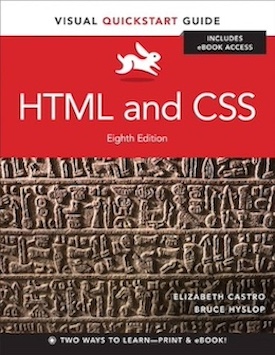 VISUAL QUICKSTART GUIDE
INCLUDES
eBOOK ACCESS
HTML and CSS
Eighth Edition
ELIZABETH CASTRO
BRUCE HYSLOP
TWO WAYS TO LEARN—PRINT & eBOOK!